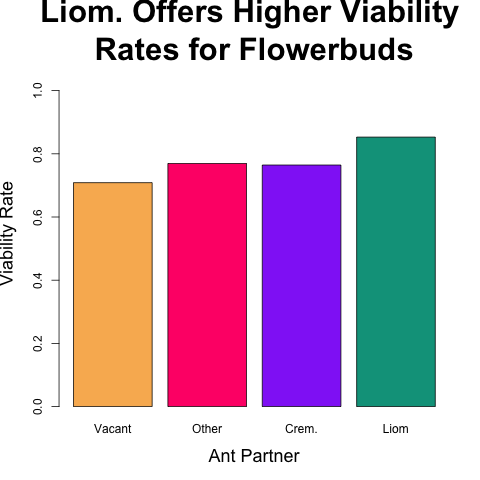 Liom. Offers Higher Viability
Rates for Flowerbuds
Viability Rate
1.0
0.8
0.6
0.4
0.2
0.0
Vacant Other Crem. Liom
Ant Partner